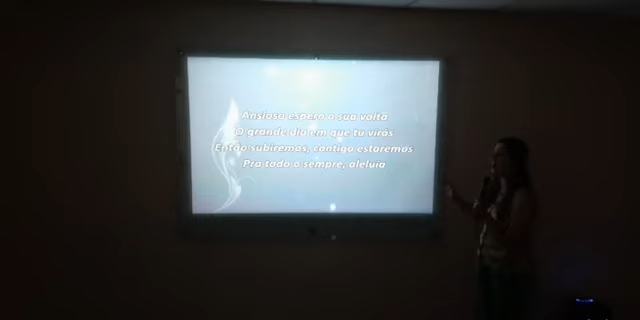 Ansiosa espero a sua volta
O grande dia em que tu virás
Então subiremos, contigo estaremos
Pra todo o sempre, aleluia